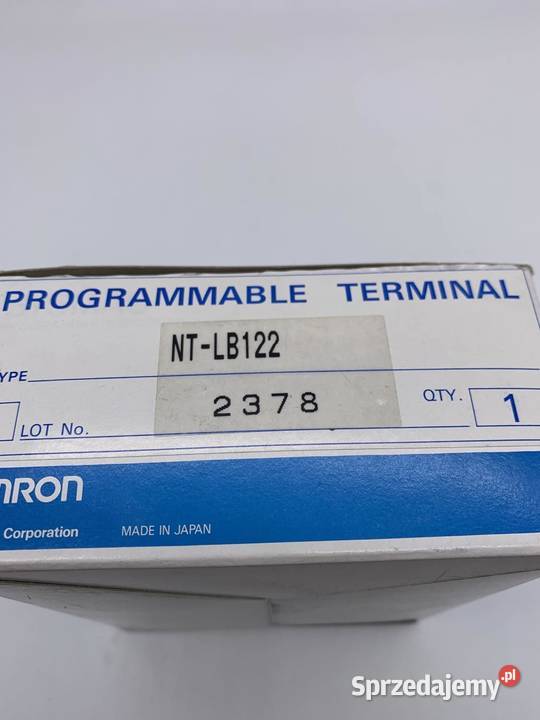 PROGRAMMABLE TERMINAL
NT-LB122
YPE
2378
QTY. 1
LOT No.
MRON
Corporation MADE IN JAPAN
Sprzedajemy.pl